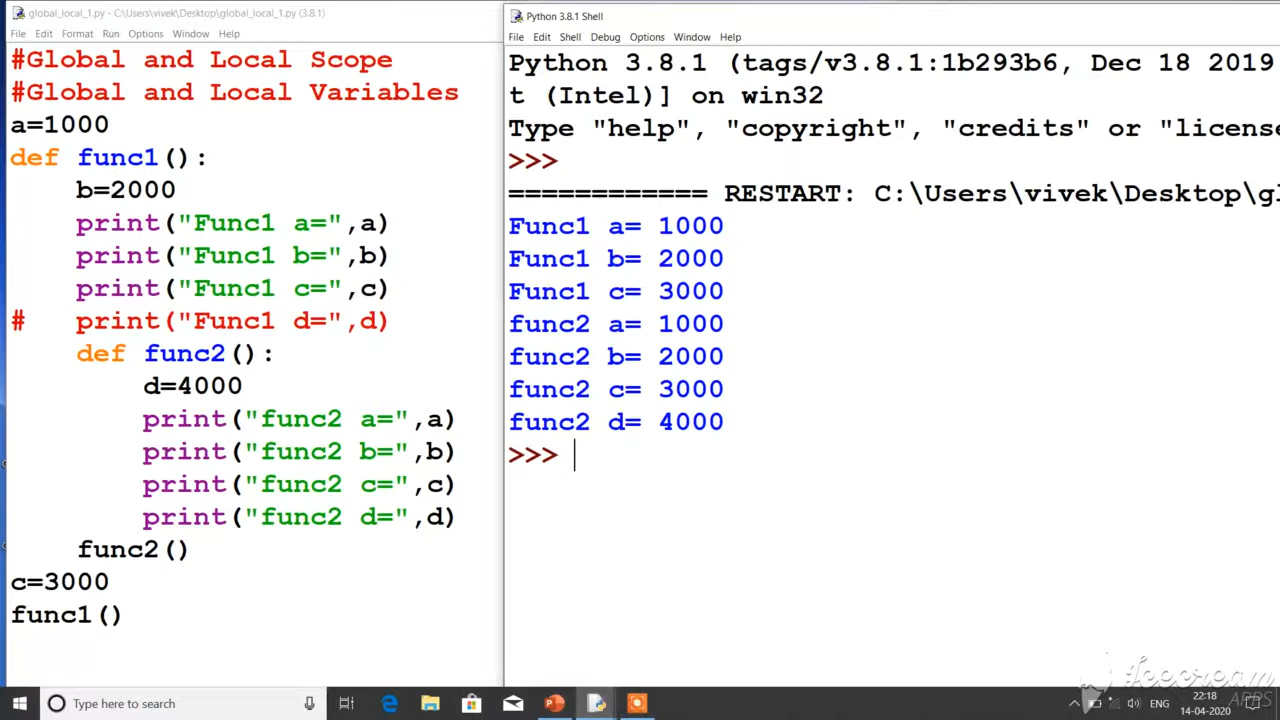 global_local_1.py - C:\Users\vivek\Desktop\global_local_1.py (3.8.1)
File Edit Format Run Options Window Help
#Global and Local Scope
#Global and Local Variables
a=1000
def func1():
    b=2000
    print("Func1 a=",a)
    print("Func1 b=",b)
    print("Func1 c=",c)
#   print("Func1 d=",d)
    def func2():
        d=4000
        print("func2 a=",a)
        print("func2 b=",b)
        print("func2 c=",c)
        print("func2 d=",d)
    func2()
c=3000
func1()
Python 3.8.1 Shell
File Edit Shell Debug Options Window Help
Python 3.8.1 (tags/v3.8.1:1b293b6, Dec 18 2019
t (Intel)] on win32
Type "help", "copyright", "credits" or "license
>>>
============ RESTART: C:\Users\vivek\Desktop\gl
Func1 a= 1000
Func1 b= 2000
Func1 c= 3000
func2 a= 1000
func2 b= 2000
func2 c= 3000
func2 d= 4000
>>>
Icecream
APPS
Type here to search
ENG
22:18
14-04-2020